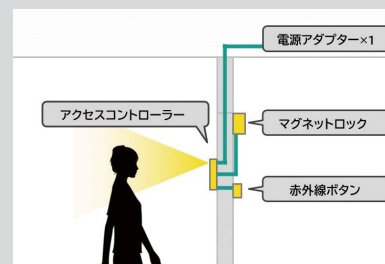 電源アダプター×1
アクセスコントローラー
マグネットロック
赤外線ボタン